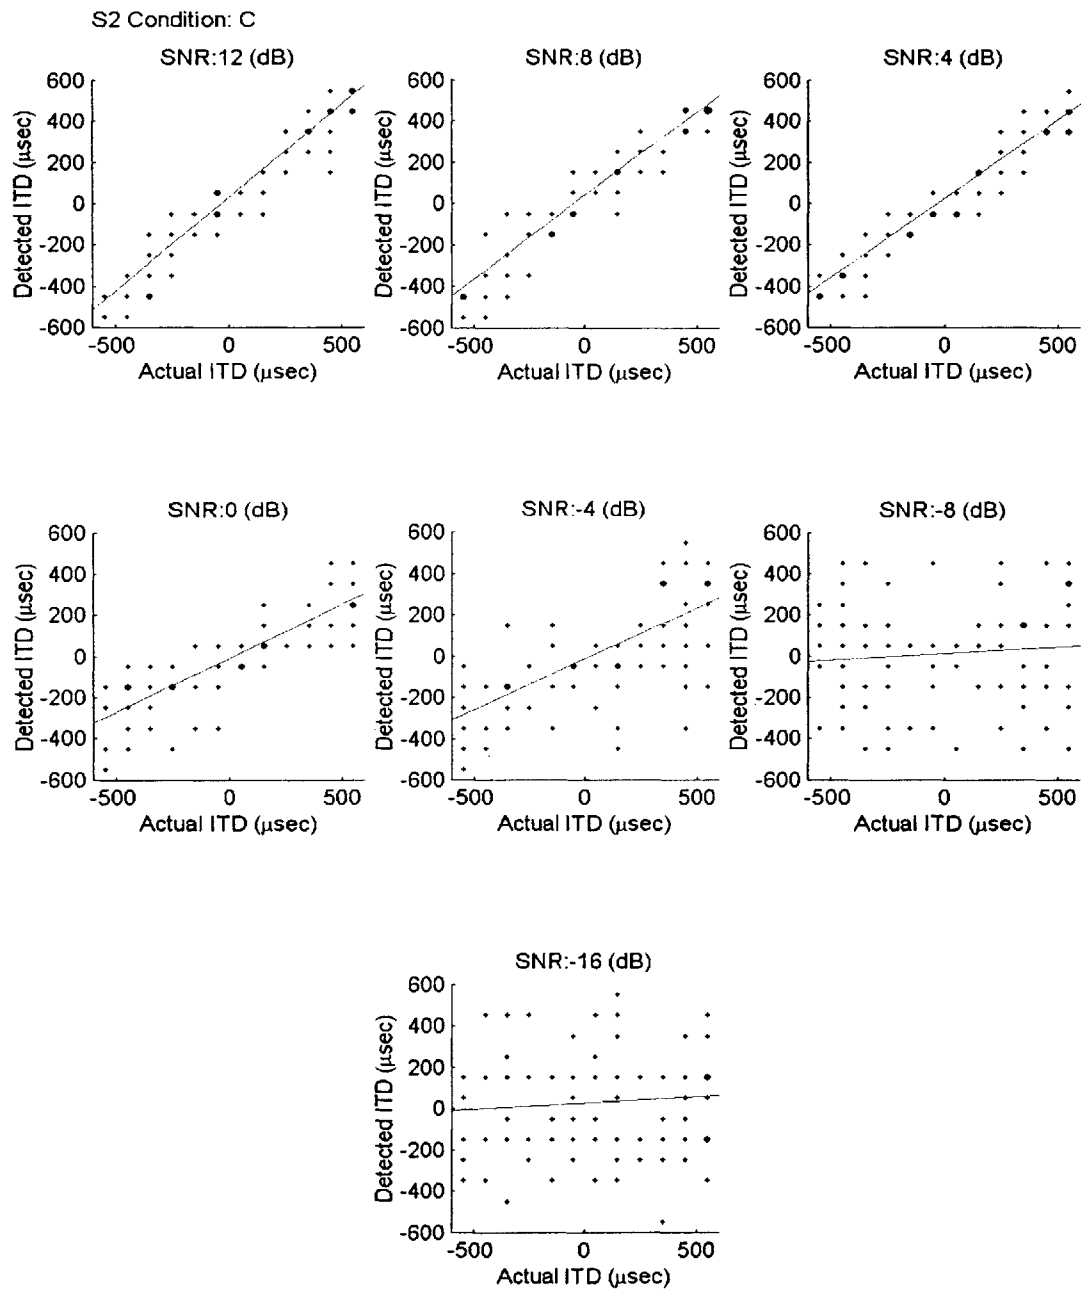 S2 Condition: C
SNR:12 (dB)
SNR:8 (dB)
SNR:4 (dB)
Detected ITD (μsec)
600
400
200
0
-200
-400
-600
-500 0 500
Actual ITD (μsec)
Detected ITD (μsec)
600
400
200
0
-200
-400
-600
-500 0 500
Actual ITD (μsec)
Detected ITD (μsec)
600
400
200
0
-200
-400
-600
-500 0 500
Actual ITD (μsec)
SNR:0 (dB)
SNR:-4 (dB)
SNR:-8 (dB)
Detected ITD (μsec)
600
400
200
0
-200
-400
-600
-500 0 500
Actual ITD (μsec)
Detected ITD (μsec)
600
400
200
0
-200
-400
-600
-500 0 500
Actual ITD (μsec)
Detected ITD (μsec)
600
400
200
0
-200
-400
-600
-500 0 500
Actual ITD (μsec)
SNR:-16 (dB)
Detected ITD (μsec)
600
400
200
0
-200
-400
-600
-500 0 500
Actual ITD (μsec)